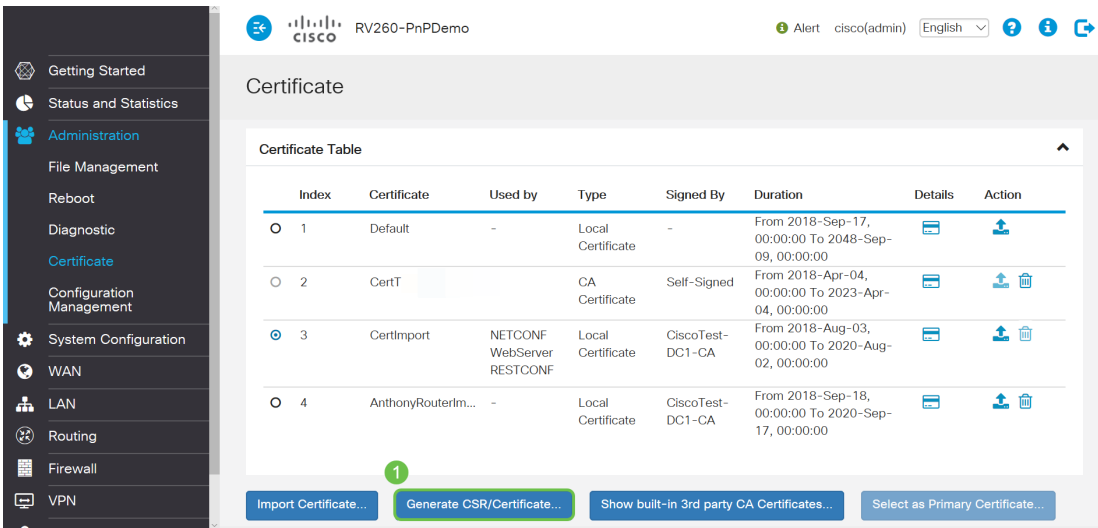 CISCO RV260-PnPDemo Alert cisco(admin) English
Getting Started
Status and Statistics
Administration
File Management
Reboot
Diagnostic
Certificate
Configuration
Management
System Configuration
WAN
LAN
Routing
Firewall
VPN
Certificate
Certificate Table
Index Certificate Used by Type Signed By Duration Details Action
1 Default - Local
Certificate - From 2018-Sep-17,
00:00:00 To 2048-Sep-
09, 00:00:00
2 CertT CA
Certificate Self-Signed From 2018-Apr-04,
00:00:00 To 2023-Apr-
04, 00:00:00
3 CertImport NETCONF
WebServer
RESTCONF Local
Certificate CiscoTest-
DC1-CA From 2018-Aug-03,
00:00:00 To 2020-Aug-
02, 00:00:00
4 AnthonyRouterIm... - Local
Certificate CiscoTest-
DC1-CA From 2018-Sep-18,
00:00:00 To 2020-Sep-
17, 00:00:00
1
Import Certificate... Generate CSR/Certificate... Show built-in 3rd party CA Certificates... Select as Primary Certificate...